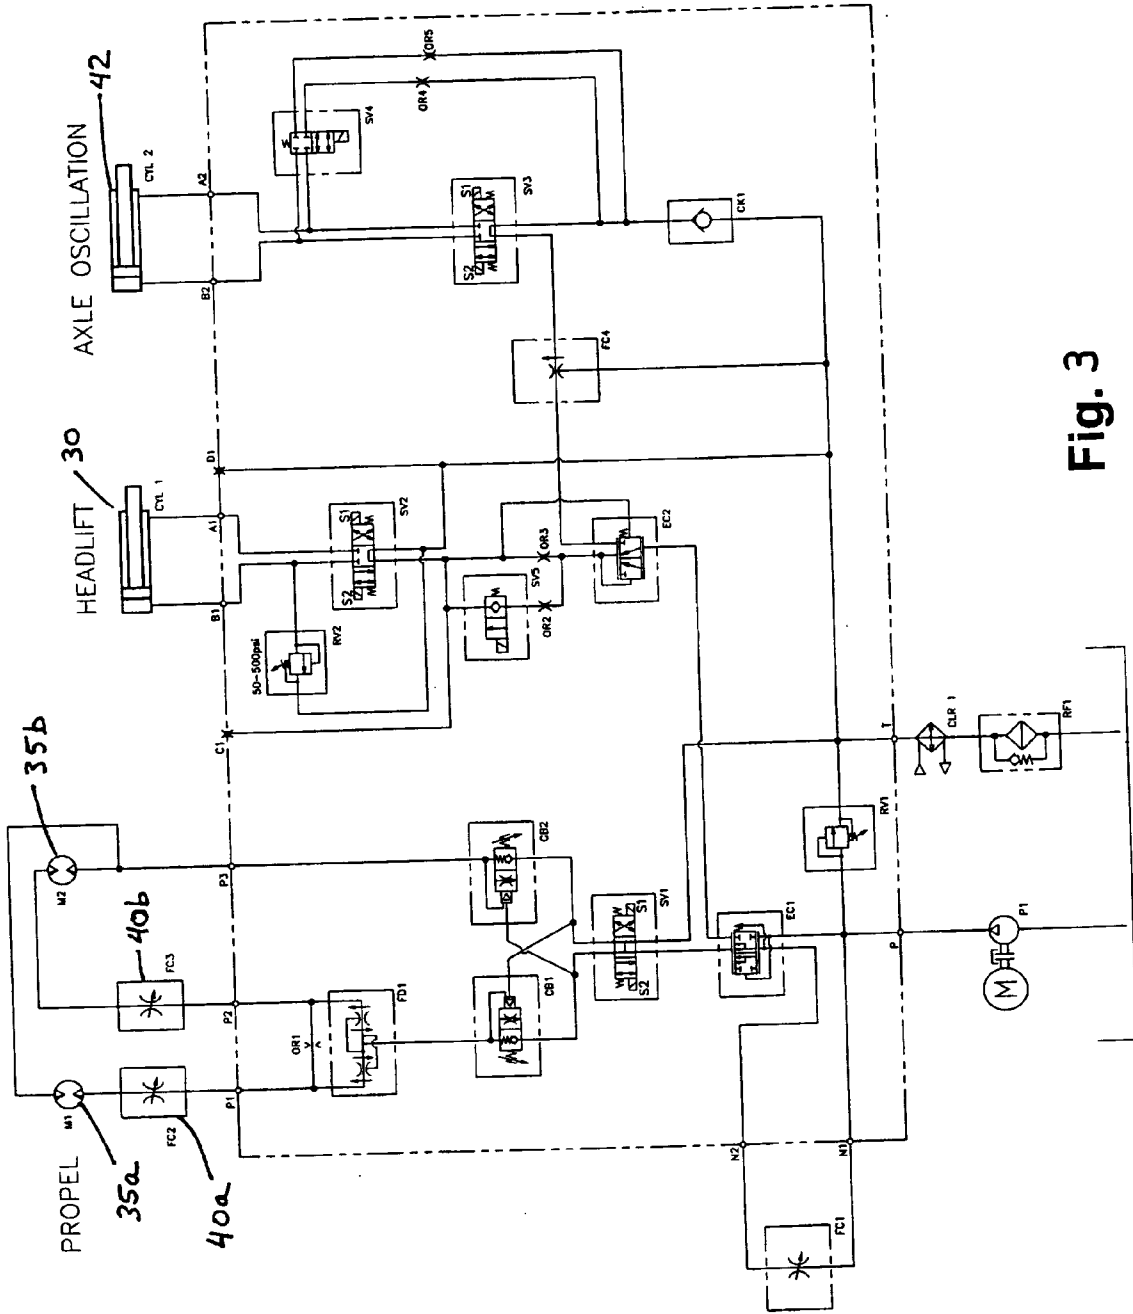 PROPEL
HEADLIFT
AXLE OSCILLATION
35a
40a
35b
40b
30
42
M1
M2
CYL 1
CYL 2
FC2
FC3
P1
P2
P3
C1
B1
A1
D1
B2
A2
OR1
FD1
50-500psi
RV2
S2
S1
SV2
SV4
OR4
OR5
CB1
CB2
SV5
OR2
OR3
S2
S1
SV3
FC4
EC2
CK1
S2
S1
SV1
EC1
RV1
N2
N1
FC1
P
T
M
P1
CLR 1
RF1
Fig. 3